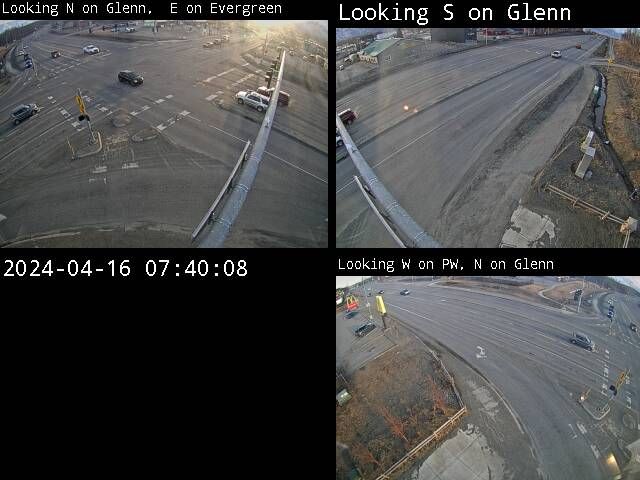 Looking N on Glenn,  E on Evergreen
Looking S on Glenn
2024-04-16 07:40:08
Looking W on PW, N on Glenn